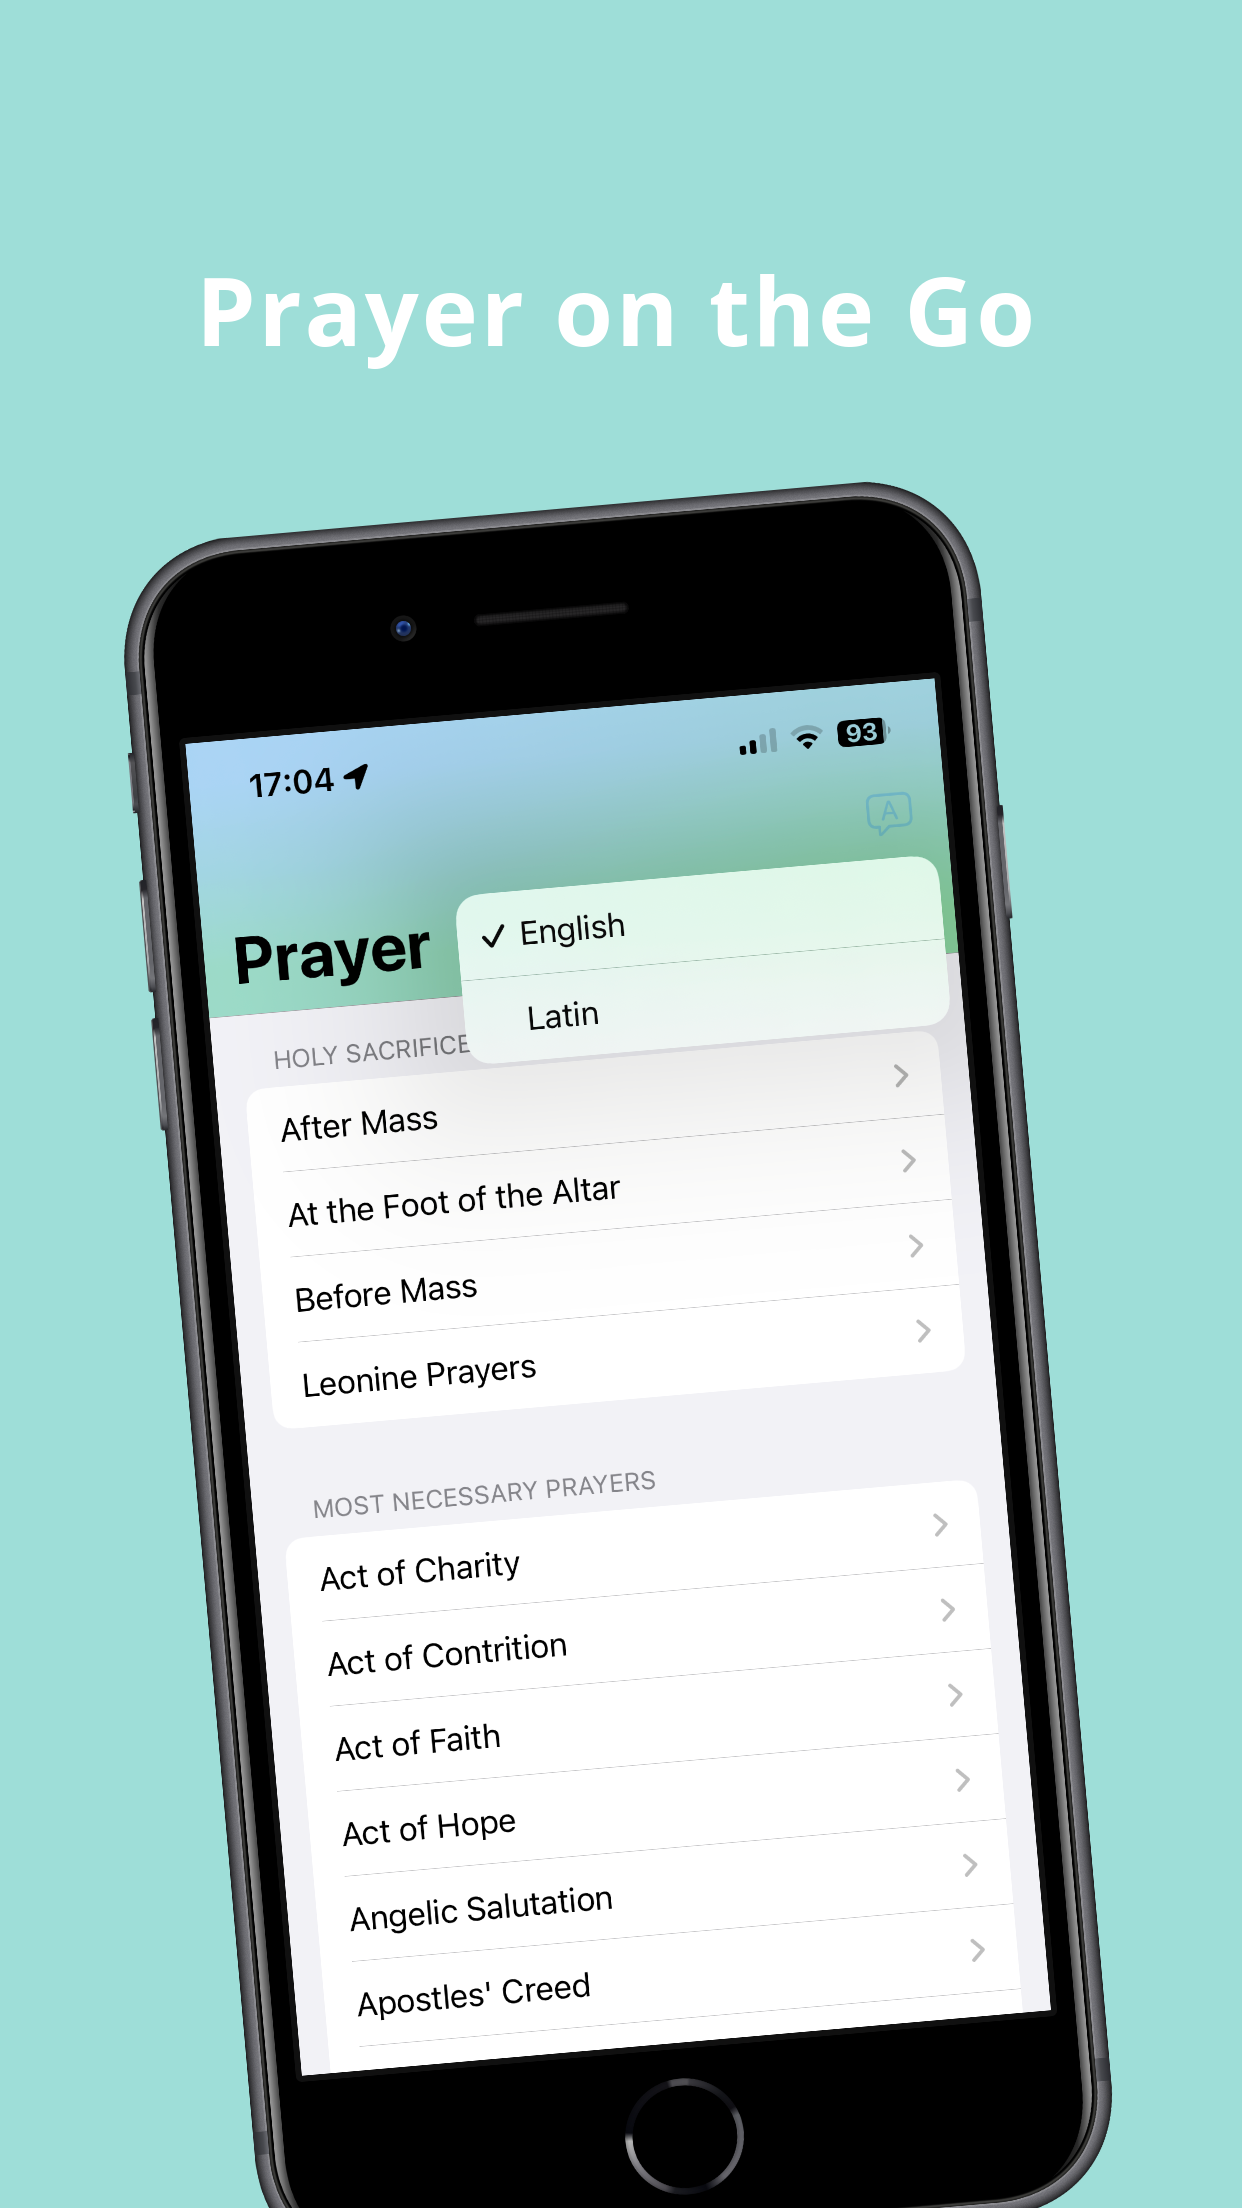 Prayer on the Go
17:04
93
A
Prayer
English
Latin
HOLY SACRIFICE
After Mass
At the Foot of the Altar
Before Mass
Leonine Prayers
MOST NECESSARY PRAYERS
Act of Charity
Act of Contrition
Act of Faith
Act of Hope
Angelic Salutation
Apostles' Creed